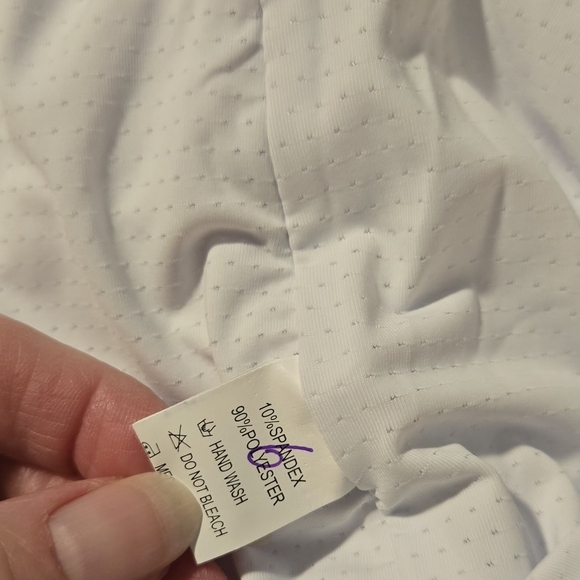 10%SPANDEX
90%POLYESTER
6
HAND WASH
DO NOT BLEACH